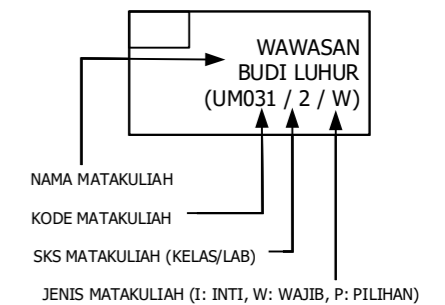 WAWASAN
BUDI LUHUR
(UM031 / 2 / W)
NAMA MATAKULIAH
KODE MATAKULIAH
SKS MATAKULIAH (KELAS/LAB)
JENIS MATAKULIAH (I: INTI, W: WAJIB, P: PILIHAN)